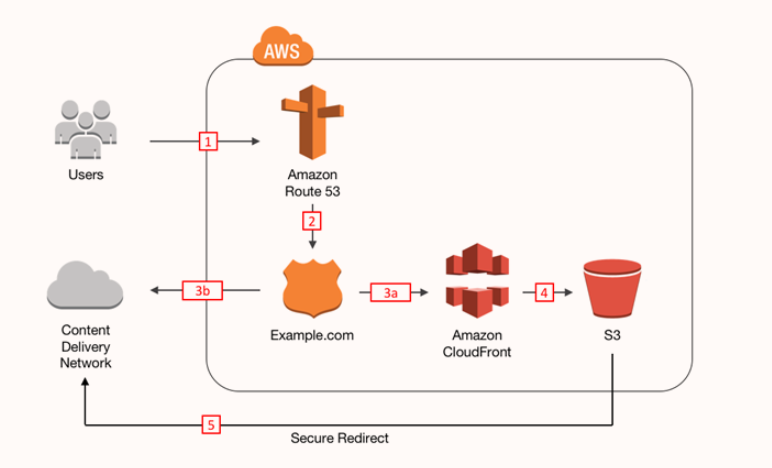 AWS
1
Users
Amazon
Route 53
2
3b
3a
4
Content
Delivery
Network
Example.com
Amazon
CloudFront
S3
5
Secure Redirect